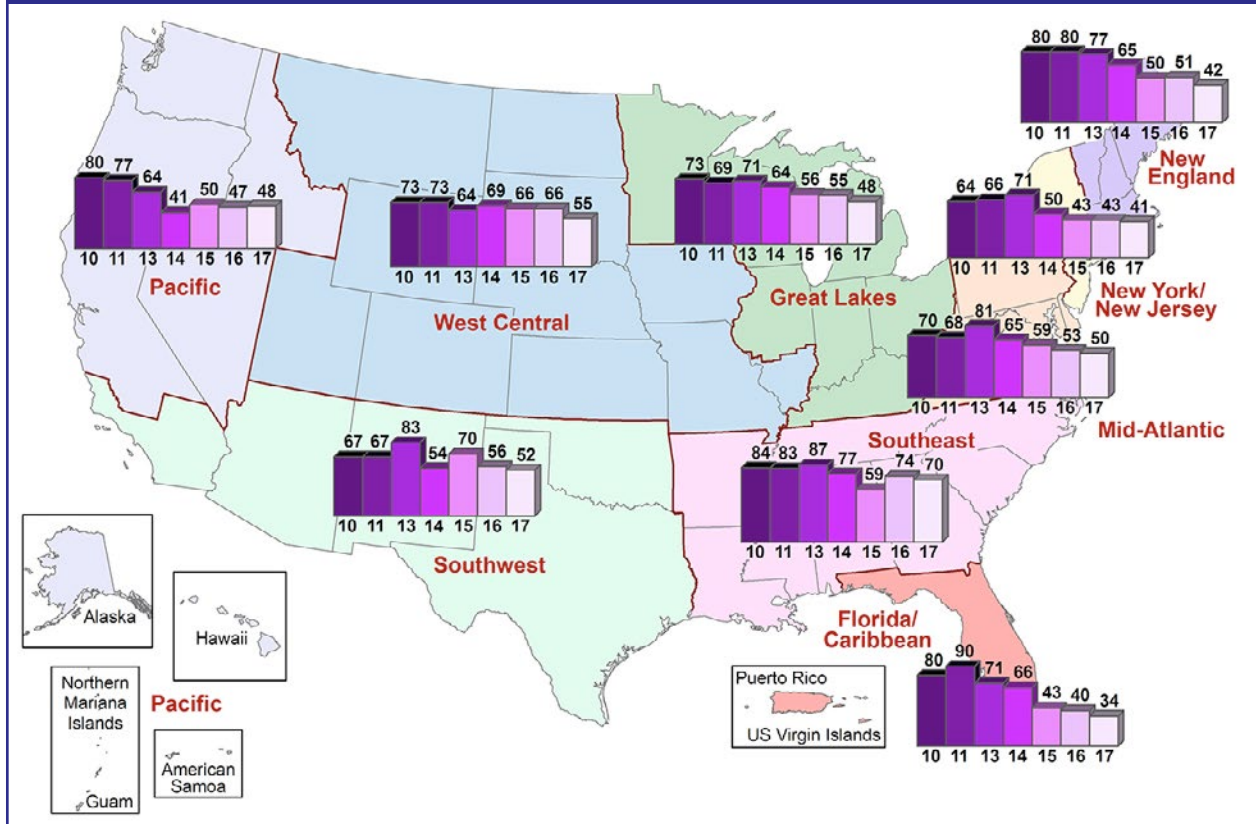 80 80 77 65 50 51 42
10 11 13 14 15 16 17
New
England
80 77 64 41 50 47 48
10 11 13 14 15 16 17
Pacific
73 73 64 69 66 66 55
10 11 13 14 15 16 17
West Central
73 69 71 64 56 55 48
10 11 13 14 15 16 17
Great Lakes
64 66 71 50 43 43 41
10 11 13 14 15 16 17
New York/
New Jersey
70 68 81 65 59 53 50
10 11 13 14 15 16 17
Mid-Atlantic
67 67 83 54 70 56 52
10 11 13 14 15 16 17
Southwest
Southeast
84 83 87 77 59 74 70
10 11 13 14 15 16 17
Florida/
Caribbean
80 90 71 66 43 40 34
10 11 13 14 15 16 17
Alaska
Hawaii
Northern
Mariana
Islands
Guam
Pacific
American
Samoa
Puerto Rico
US Virgin Islands